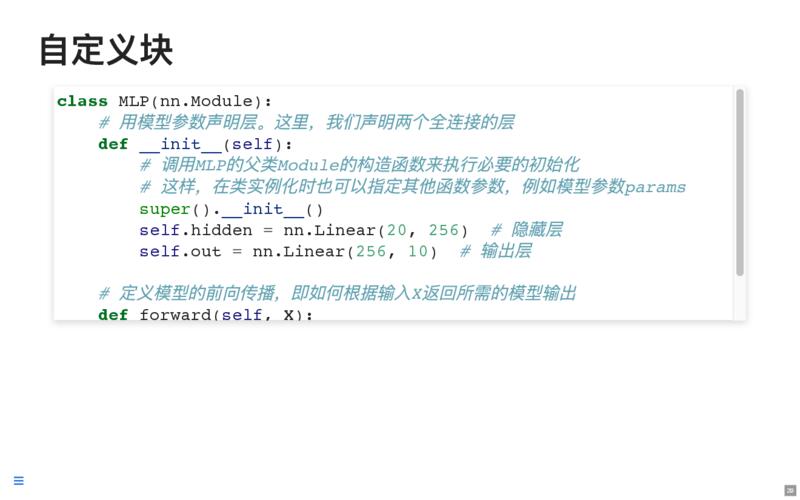 自定义块
class MLP(nn.Module):
    # 用模型参数声明层。这里，我们声明两个全连接的层
    def __init__(self):
        # 调用MLP的父类Module的构造函数来执行必要的初始化
        # 这样，在类实例化时也可以指定其他函数参数，例如模型参数params
        super().__init__()
        self.hidden = nn.Linear(20, 256)  # 隐藏层
        self.out = nn.Linear(256, 10)  # 输出层
    # 定义模型的前向传播，即如何根据输入X返回所需的模型输出
    def forward(self, X):